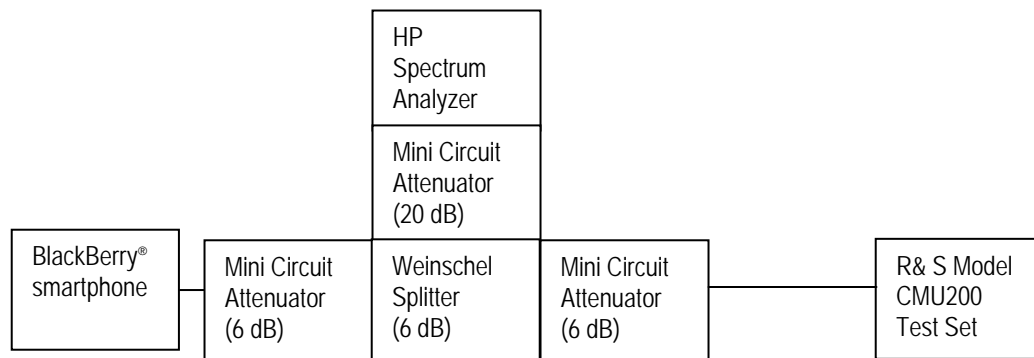 HP
Spectrum
Analyzer
Mini Circuit
Attenuator
(20 dB)
BlackBerry®
smartphone
Mini Circuit
Attenuator
(6 dB)
Weinschel
Splitter
(6 dB)
Mini Circuit
Attenuator
(6 dB)
R& S Model
CMU200
Test Set